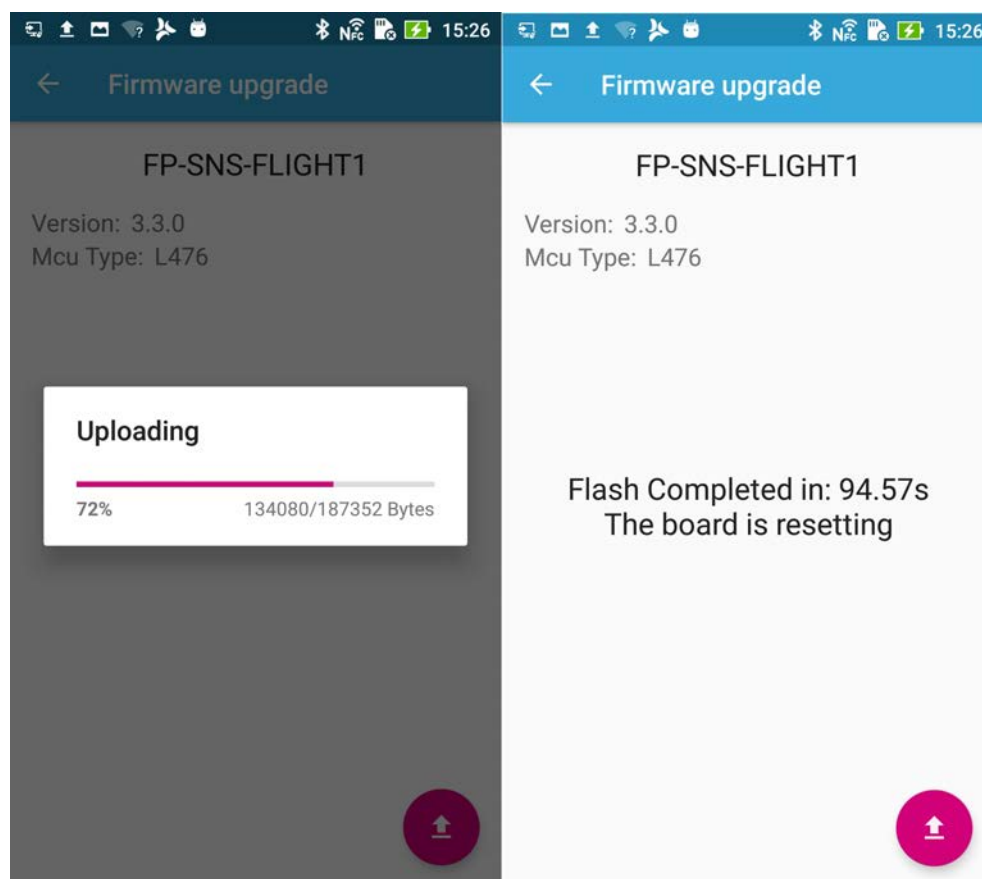 NFC 15:26
Firmware upgrade
FP-SNS-FLIGHT1
Version: 3.3.0
Mcu Type: L476
Uploading
72% 134080/187352 Bytes
NFC 15:26
Firmware upgrade
FP-SNS-FLIGHT1
Version: 3.3.0
Mcu Type: L476
Flash Completed in: 94.57s
The board is resetting